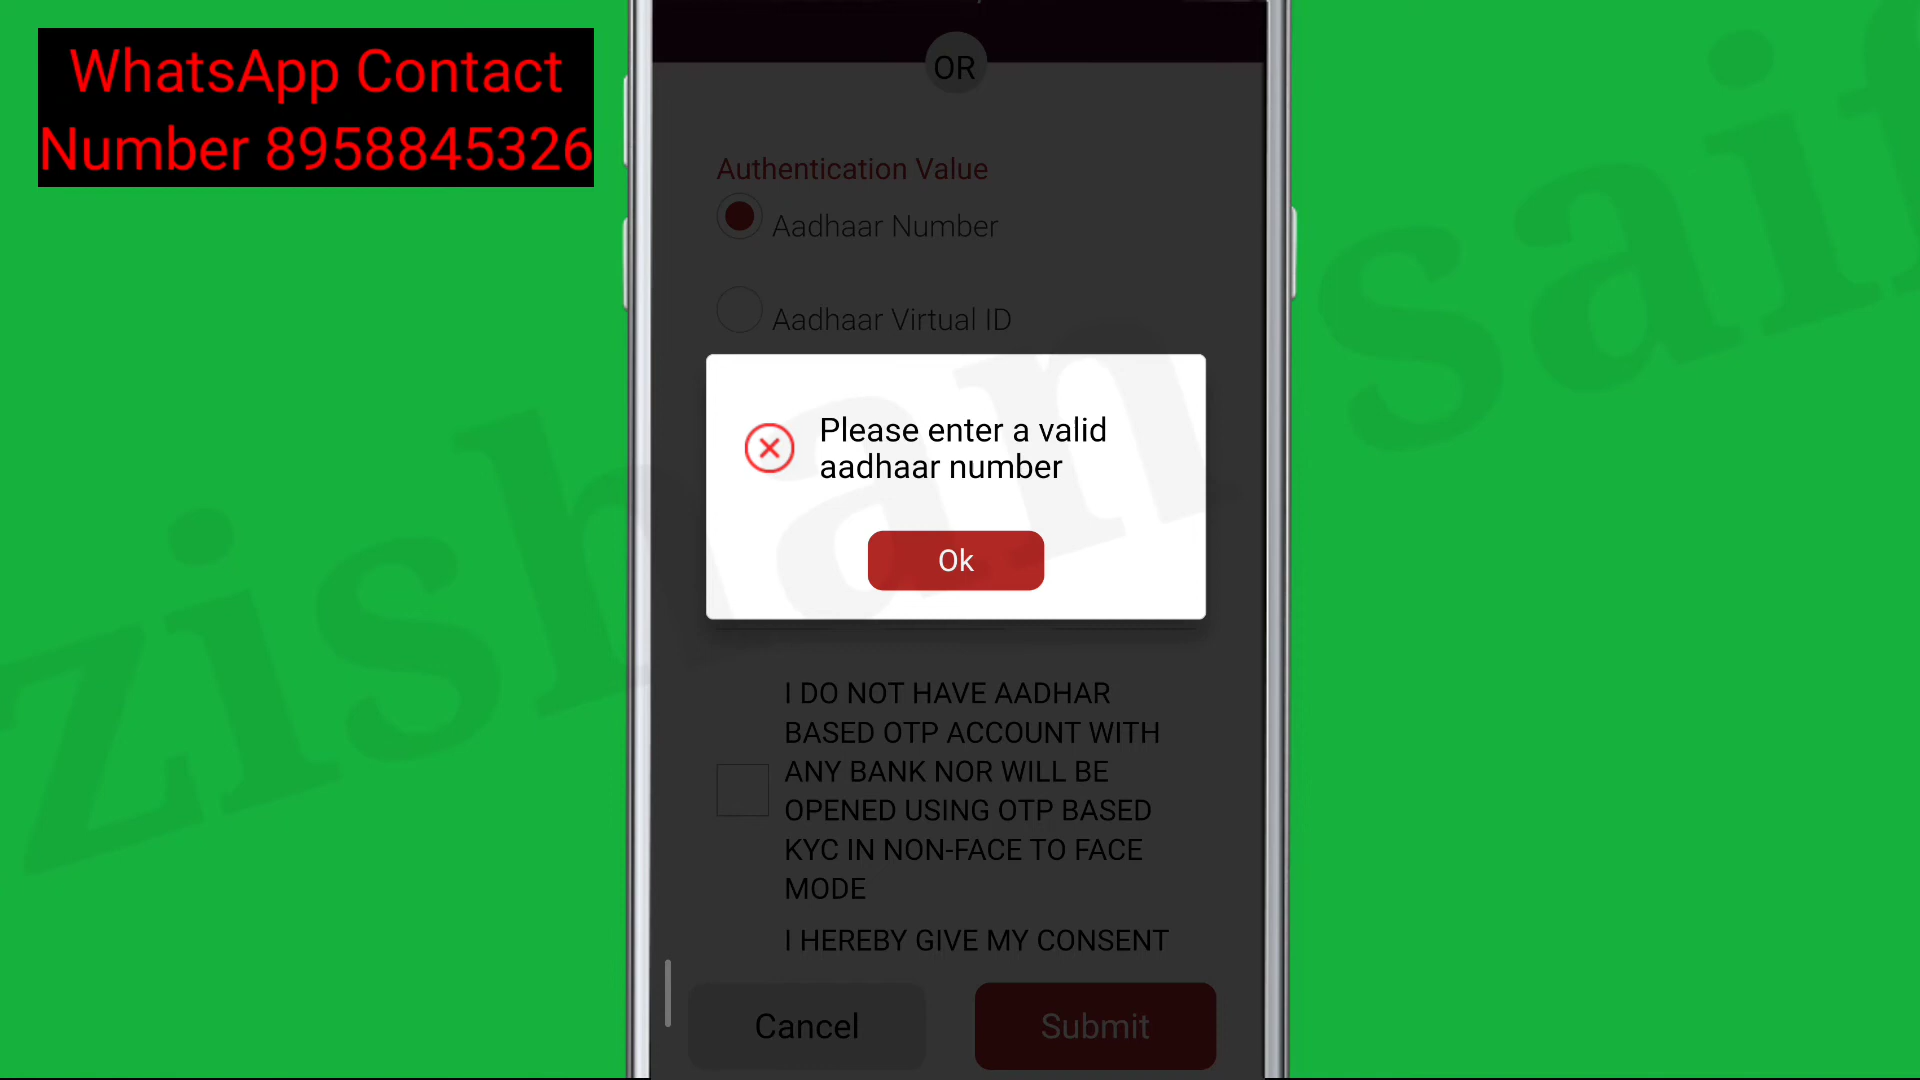 WhatsApp Contact
Number 8958845326
OR
Authentication Value
Aadhaar Number
Aadhaar Virtual ID
Please enter a valid
aadhaar number
Ok
I DO NOT HAVE AADHAR
BASED OTP ACCOUNT WITH
ANY BANK NOR WILL BE
OPENED USING OTP BASED
KYC IN NON-FACE TO FACE
MODE
I HEREBY GIVE MY CONSENT
Cancel
Submit
zishan saif